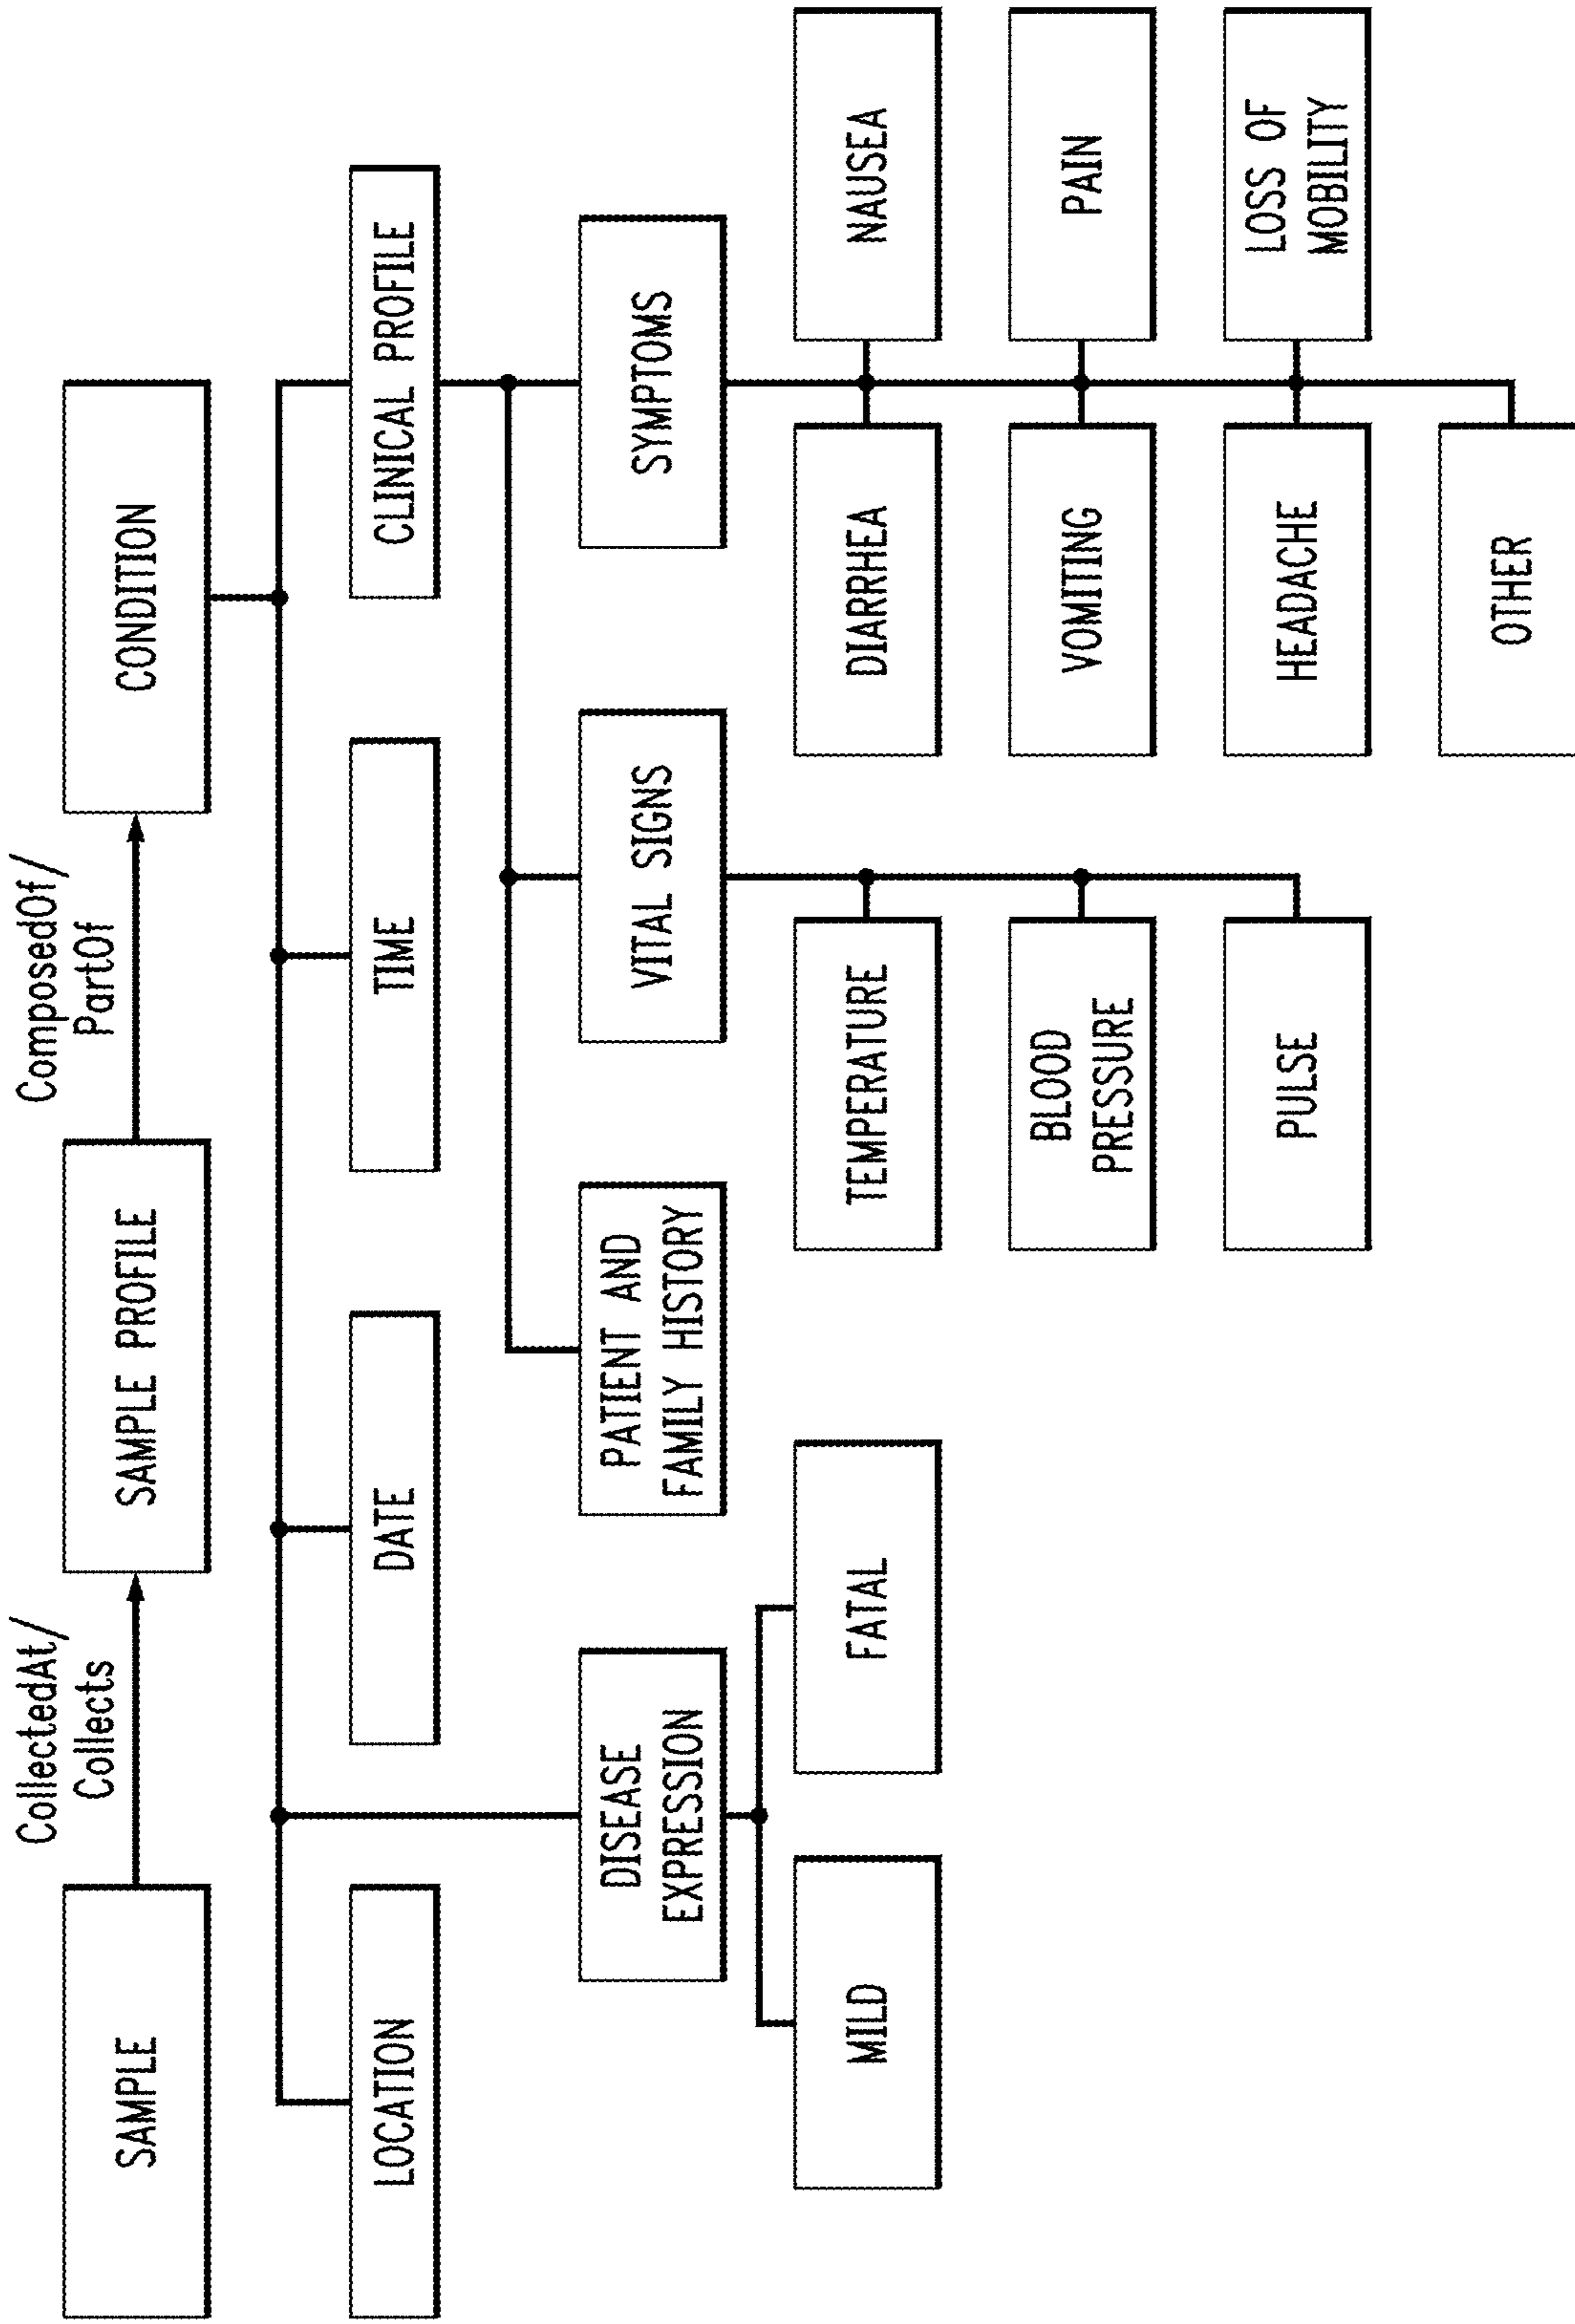 CollectedAt/
Collects
ComposedOf/
PartOf
SAMPLE
SAMPLE PROFILE
CONDITION
LOCATION
DATE
TIME
CLINICAL PROFILE
DISEASE
EXPRESSION
PATIENT AND
FAMILY HISTORY
VITAL SIGNS
SYMPTOMS
MILD
FATAL
TEMPERATURE
DIARRHEA
NAUSEA
BLOOD
PRESSURE
VOMITING
PAIN
PULSE
HEADACHE
LOSS OF
MOBILITY
OTHER